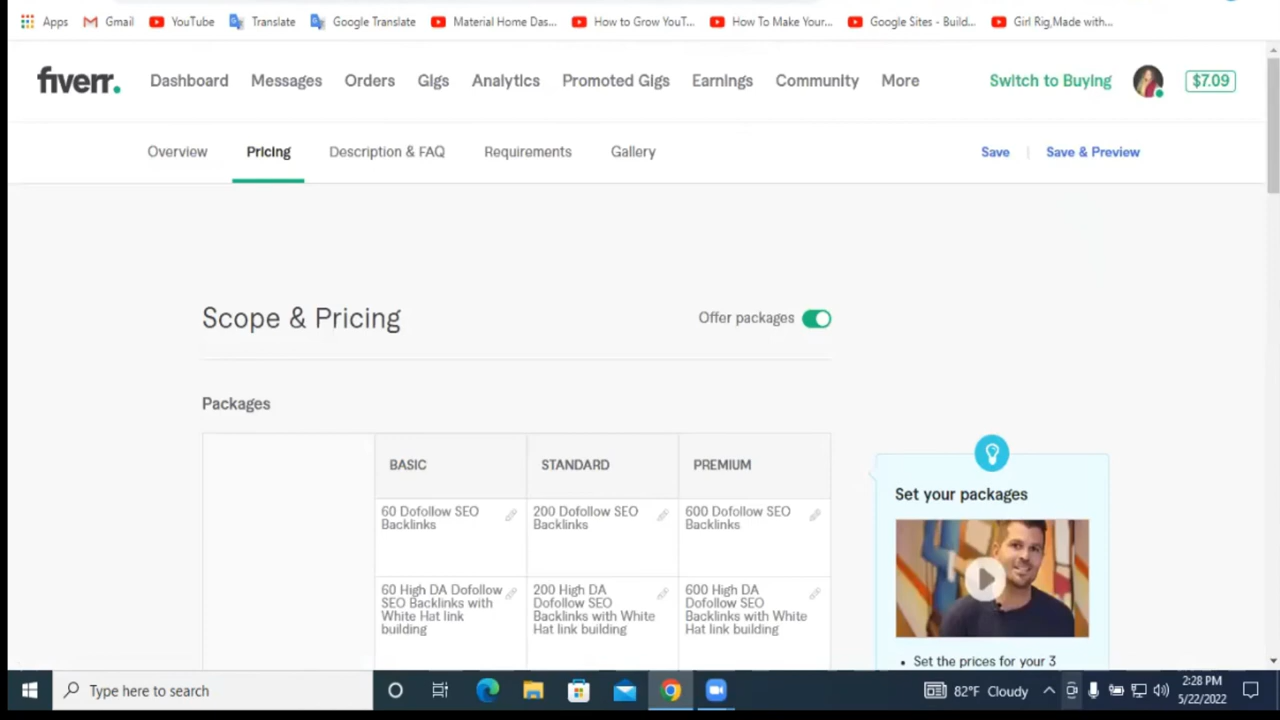 Apps Gmail YouTube Translate Google Translate Material Home Das... How to Grow YouT... How To Make Your... Google Sites - Build... Girl Rig,Made with...
fiverr. Dashboard Messages Orders Gigs Analytics Promoted Gigs Earnings Community More Switch to Buying $7.09
Overview Pricing Description & FAQ Requirements Gallery Save | Save & Preview
Scope & Pricing Offer packages
Packages
BASIC STANDARD PREMIUM
60 Dofollow SEO
Backlinks
200 Dofollow SEO
Backlinks
600 Dofollow SEO
Backlinks
60 High DA Dofollow
SEO Backlinks with
White Hat link
building
200 High DA
Dofollow SEO
Backlinks with White
Hat link building
600 High DA
Dofollow SEO
Backlinks with White
Hat link building
Set your packages
• Set the prices for your 3
Type here to search
82°F Cloudy
2:28 PM
5/22/2022